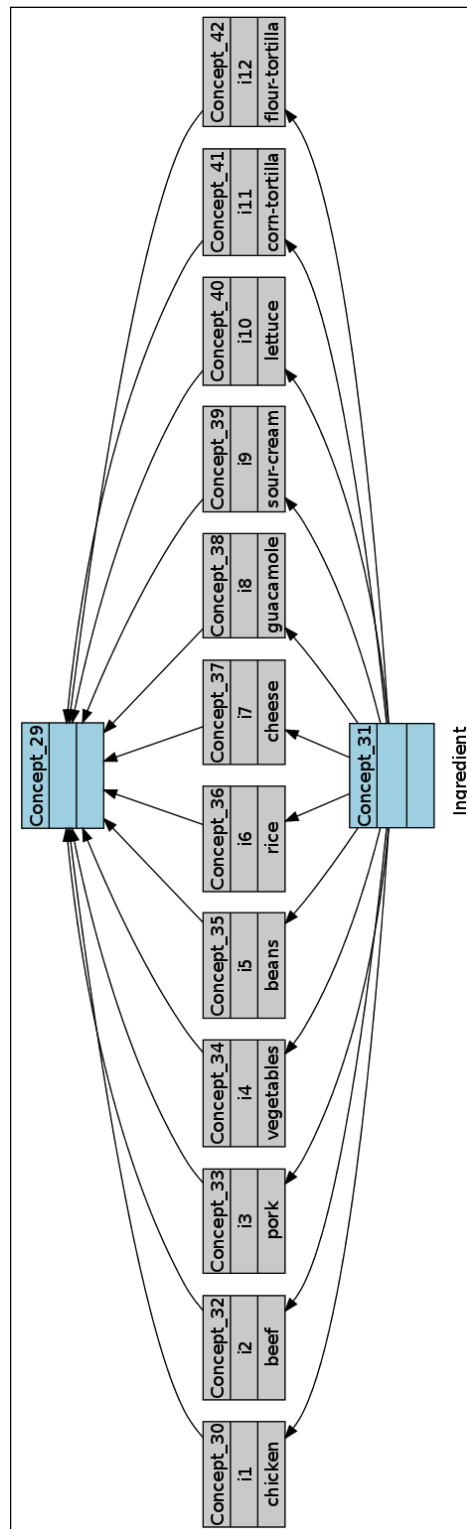 Concept_29
Concept_30
i1
chicken
Concept_32
i2
beef
Concept_33
i3
pork
Concept_34
i4
vegetables
Concept_35
i5
beans
Concept_36
i6
rice
Concept_37
i7
cheese
Concept_38
i8
guacamole
Concept_39
i9
sour-cream
Concept_40
i10
lettuce
Concept_41
i11
corn-tortilla
Concept_42
i12
flour-tortilla
Concept_31
Ingredient